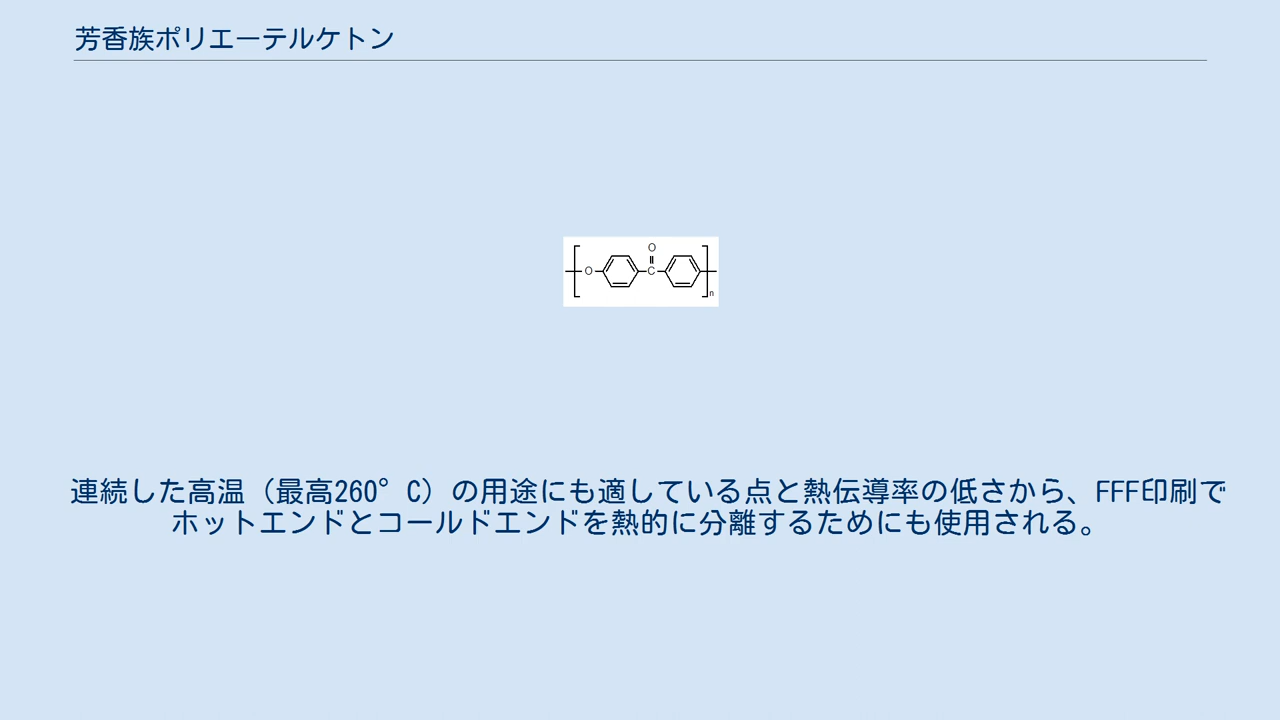 芳香族ポリエーテルケトン
O
O
C
n
連続した高温（最高260°C）の用途にも適している点と熱伝導率の低さから、FFF印刷で
ホットエンドとコールドエンドを熱的に分離するためにも使用される。